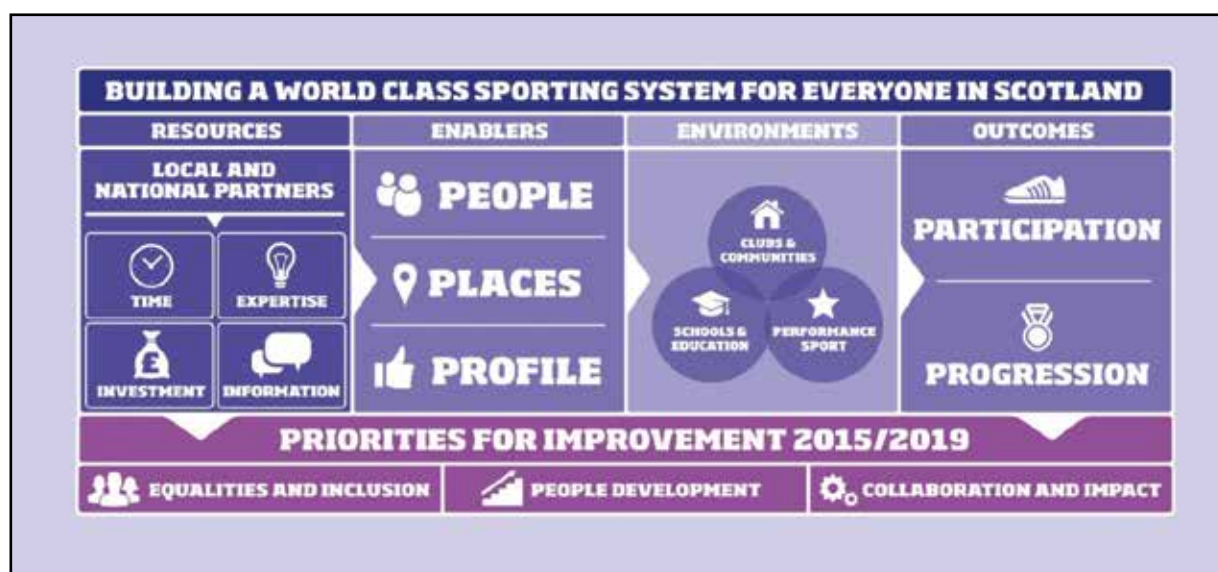 BUILDING A WORLD CLASS SPORTING SYSTEM FOR EVERYONE IN SCOTLAND
RESOURCES
LOCAL AND
NATIONAL PARTNERS
TIME
EXPERTISE
£
INVESTMENT
INFORMATION
ENABLERS
PEOPLE
PLACES
PROFILE
ENVIRONMENTS
CLUBS &
COMMUNITIES
SCHOOLS &
EDUCATION
PERFORMANCE
SPORT
OUTCOMES
PARTICIPATION
PROGRESSION
PRIORITIES FOR IMPROVEMENT 2015/2019
EQUALITIES AND INCLUSION
PEOPLE DEVELOPMENT
COLLABORATION AND IMPACT